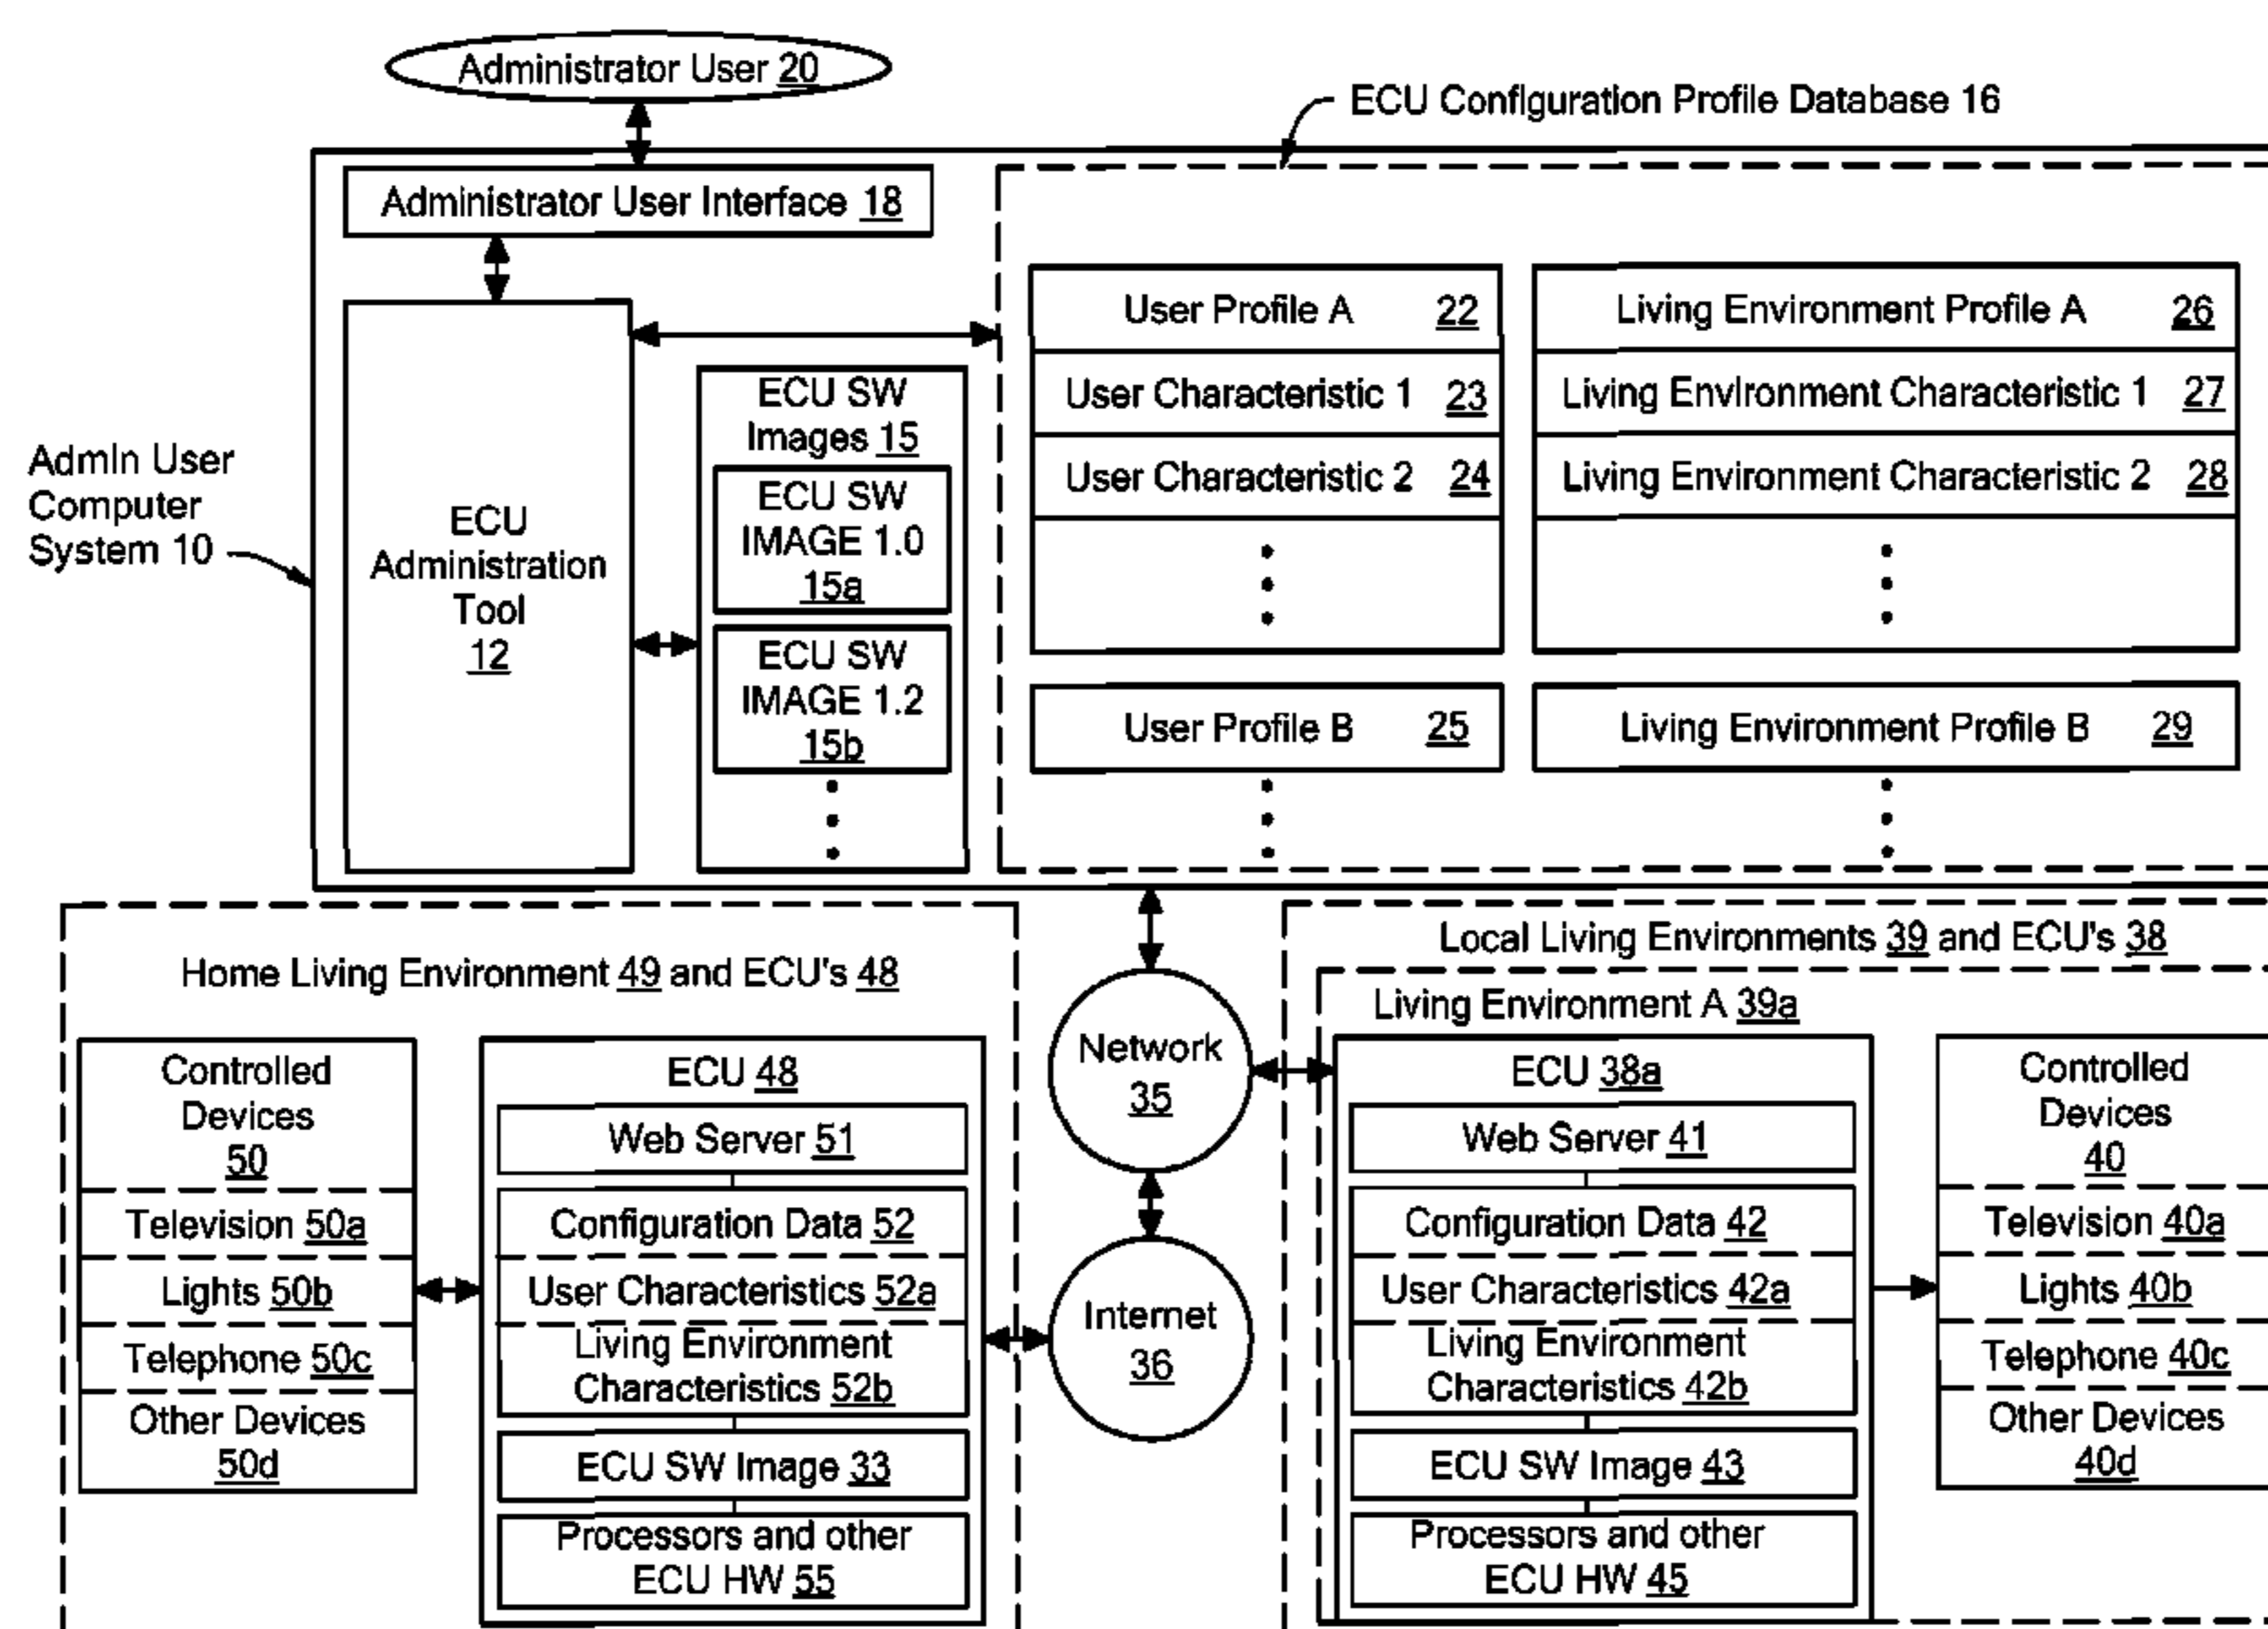 Administrator User 20
ECU Configuration Profile Database 16
Administrator User Interface 18
Admin User
Computer
System 10
ECU
Administration
Tool
12
ECU SW
Images 15
ECU SW
IMAGE 1.0
15a
ECU SW
IMAGE 1.2
15b
User Profile A 22
User Characteristic 1 23
User Characteristic 2 24
User Profile B 25
Living Environment Profile A 26
Living Environment Characteristic 1 27
Living Environment Characteristic 2 28
Living Environment Profile B 29
Home Living Environment 49 and ECU's 48
Controlled
Devices
50
Television 50a
Lights 50b
Telephone 50c
Other Devices
50d
ECU 48
Web Server 51
Configuration Data 52
User Characteristics 52a
Living Environment
Characteristics 52b
ECU SW Image 33
Processors and other
ECU HW 55
Network
35
Internet
36
Local Living Environments 39 and ECU's 38
Living Environment A 39a
ECU 38a
Web Server 41
Configuration Data 42
User Characteristics 42a
Living Environment
Characteristics 42b
ECU SW Image 43
Processors and other
ECU HW 45
Controlled
Devices
40
Television 40a
Lights 40b
Telephone 40c
Other Devices
40d